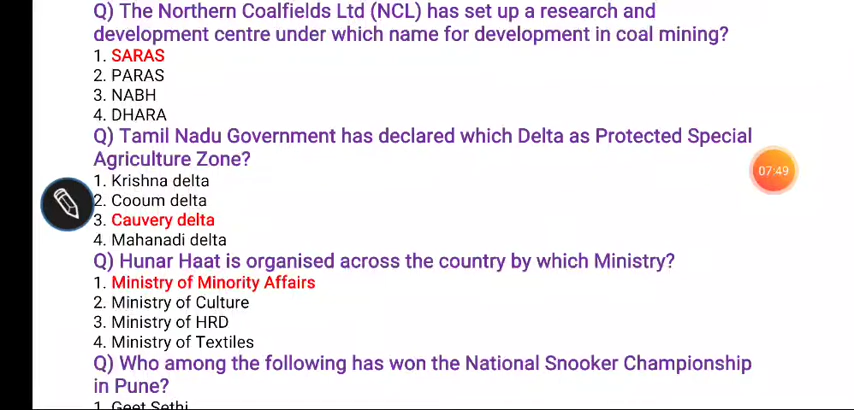 Q) The Northern Coalfields Ltd (NCL) has set up a research and
development centre under which name for development in coal mining?
1. SARAS
2. PARAS
3. NABH
4. DHARA
Q) Tamil Nadu Government has declared which Delta as Protected Special
Agriculture Zone?
07:49
1. Krishna delta
2. Cooum delta
3. Cauvery delta
4. Mahanadi delta
Q) Hunar Haat is organised across the country by which Ministry?
1. Ministry of Minority Affairs
2. Ministry of Culture
3. Ministry of HRD
4. Ministry of Textiles
Q) Who among the following has won the National Snooker Championship
in Pune?
1. Geet Sethi